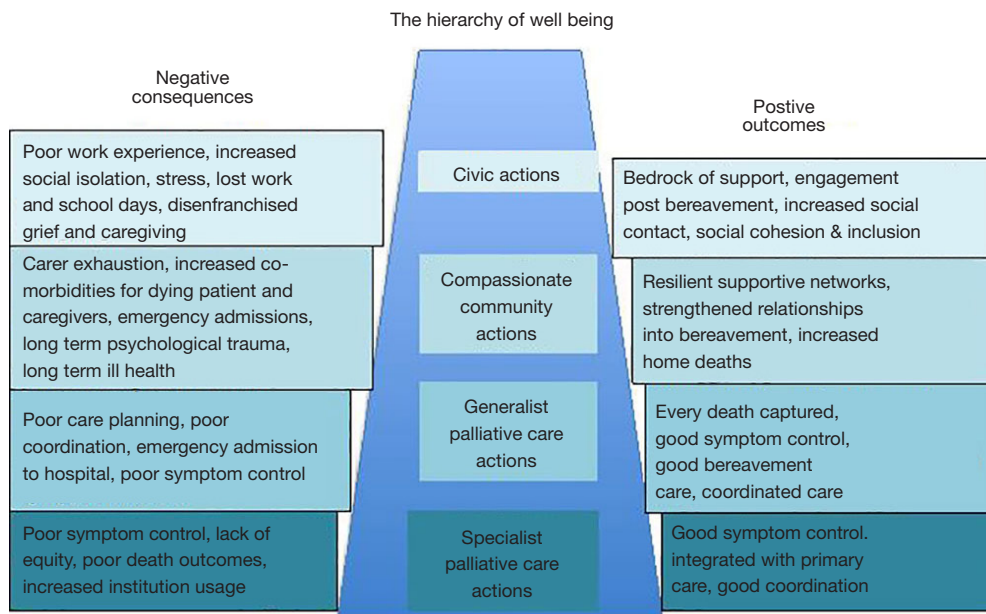 The hierarchy of well being
Negative
consequences
Postive
outcomes
Poor work experience, increased
social isolation, stress, lost work
and school days, disenfranchised
grief and caregiving
Civic actions
Bedrock of support, engagement
post bereavement, increased social
contact, social cohesion & inclusion
Carer exhaustion, increased co-
morbidities for dying patient and
caregivers, emergency admissions,
long term psychological trauma,
long term ill health
Compassionate
community
actions
Resilient supportive networks,
strengthened relationships
into bereavement, increased
home deaths
Poor care planning, poor
coordination, emergency admission
to hospital, poor symptom control
Generalist
palliative care
actions
Every death captured,
good symptom control,
good bereavement
care, coordinated care
Poor symptom control, lack of
equity, poor death outcomes,
increased institution usage
Specialist
palliative care
actions
Good symptom control.
integrated with primary
care, good coordination